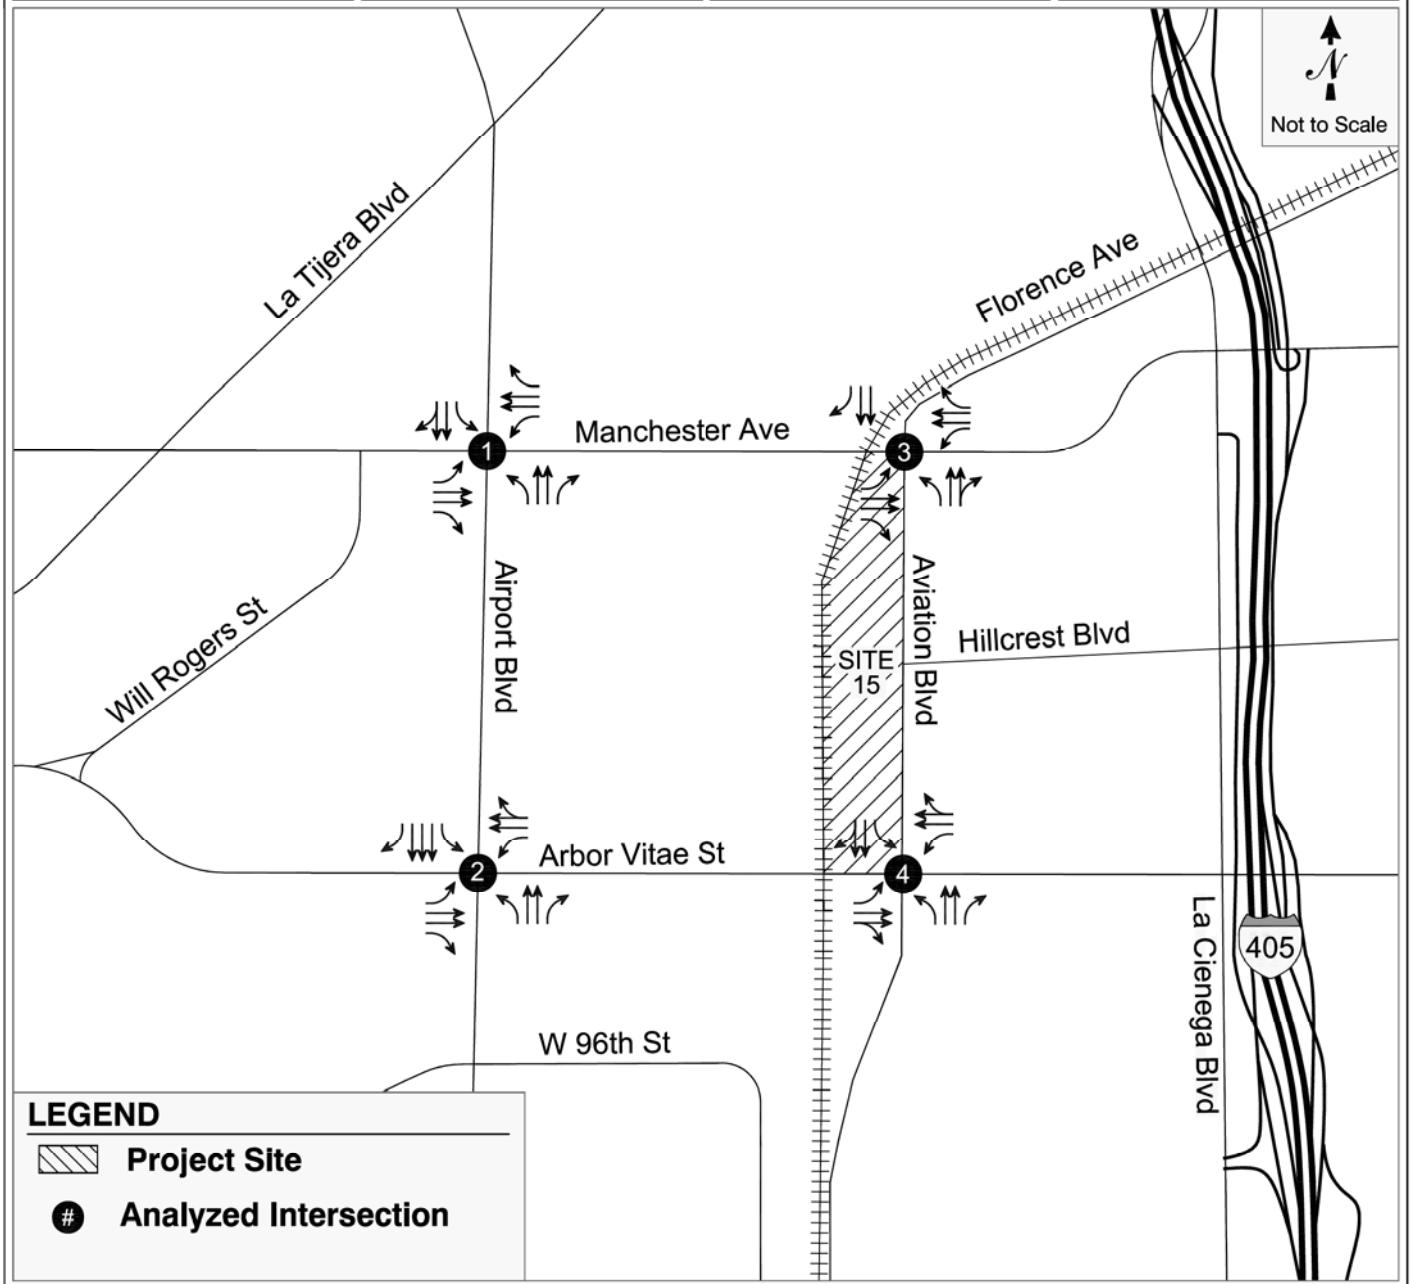 N
Not to Scale
La Tijera Blvd
Florence Ave
Manchester Ave
1
3
Airport Blvd
Aviation Blvd
Will Rogers St
Hillcrest Blvd
SITE
15
Arbor Vitae St
2
4
La Cienega Blvd
405
W 96th St
LEGEND
Project Site
# Analyzed Intersection